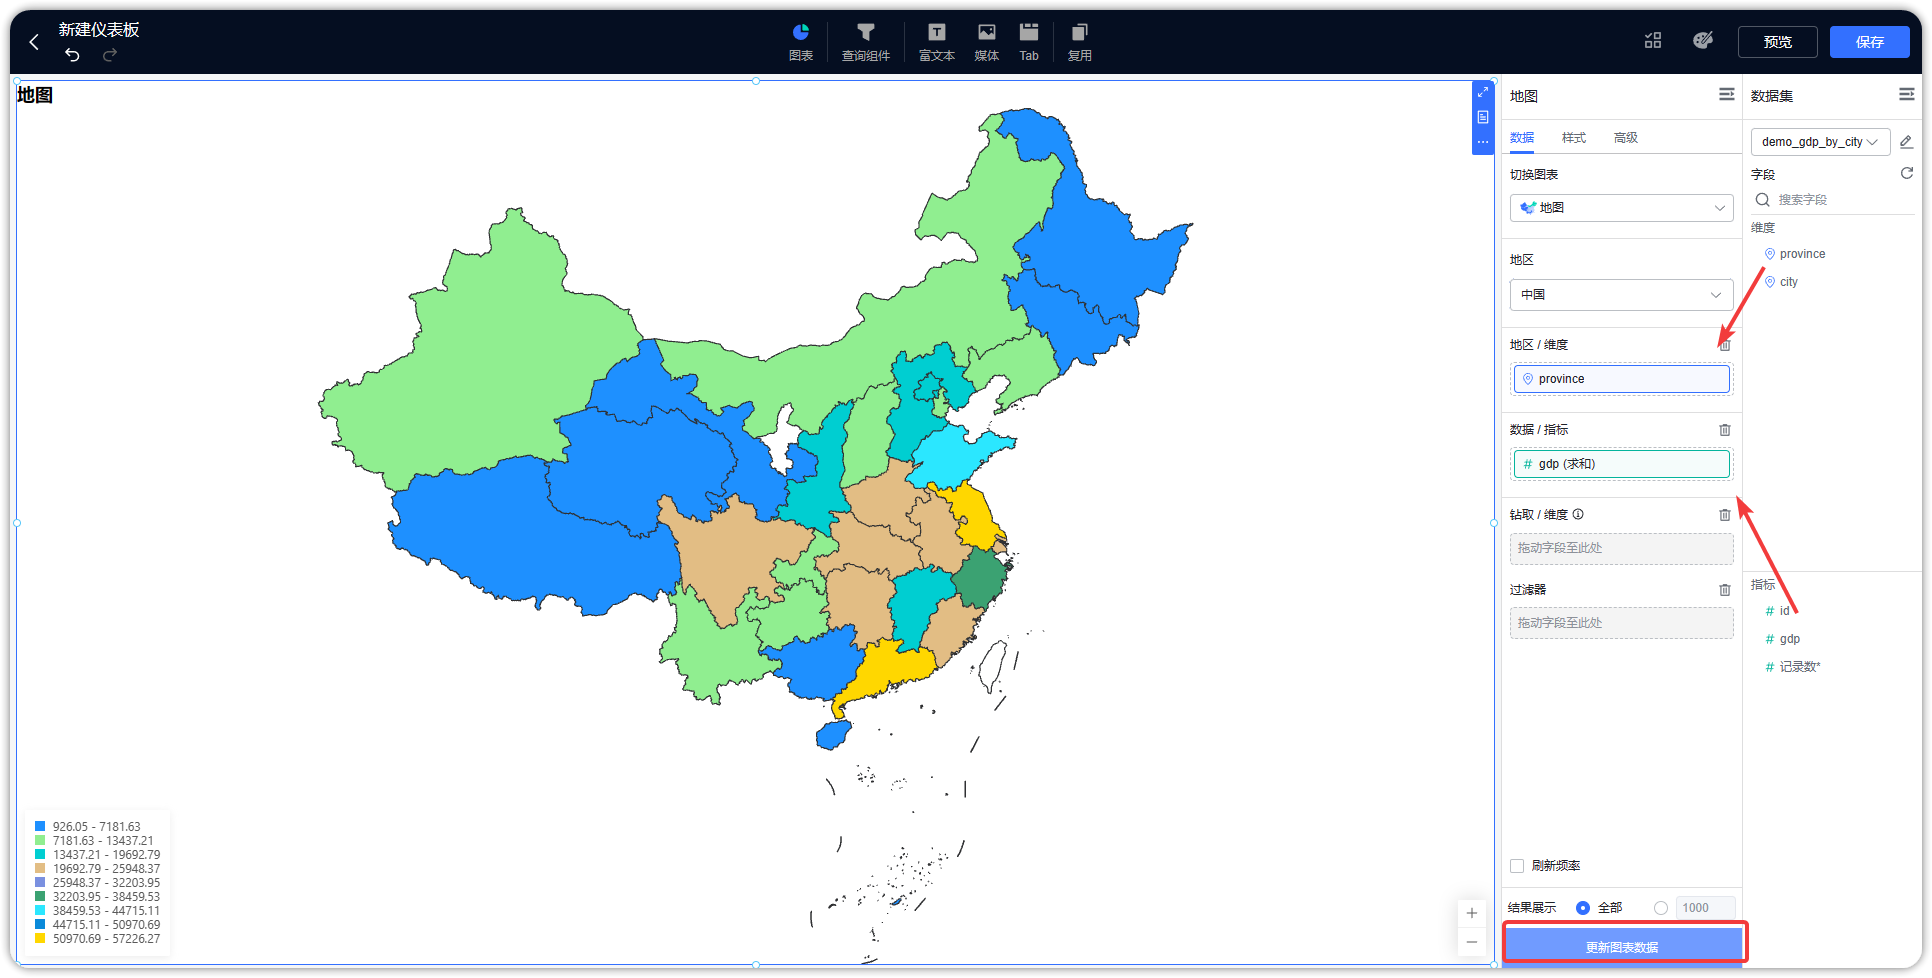 新建仪表板
图表
查询组件
富文本
媒体
Tab
复用
预览
保存
地图
926.05 - 7181.63
7181.63 - 13437.21
13437.21 - 19692.79
19692.79 - 25948.37
25948.37 - 32203.95
32203.95 - 38459.53
38459.53 - 44715.11
44715.11 - 50970.69
50970.69 - 57226.27
地图
数据 样式 高级
切换图表
地图
地区
中国
地区 / 维度
province
数据 / 指标
# gdp (求和)
钻取 / 维度
拖动字段至此处
过滤器
拖动字段至此处
刷新频率
结果展示 全部 1000
更新图表数据
数据集
demo_gdp_by_city
字段
搜索字段
维度
province
city
指标
# id
# gdp
# 记录数*